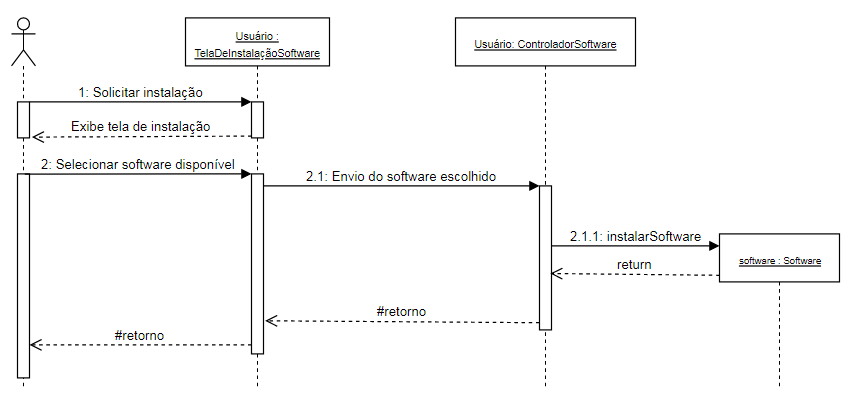 Usuário :
TelaDeInstalaçãoSoftware
Usuário: ControladorSoftware
1: Solicitar instalação
Exibe tela de instalação
2: Selecionar software disponível
2.1: Envio do software escolhido
2.1.1: instalarSoftware
software : Software
return
#retorno
#retorno